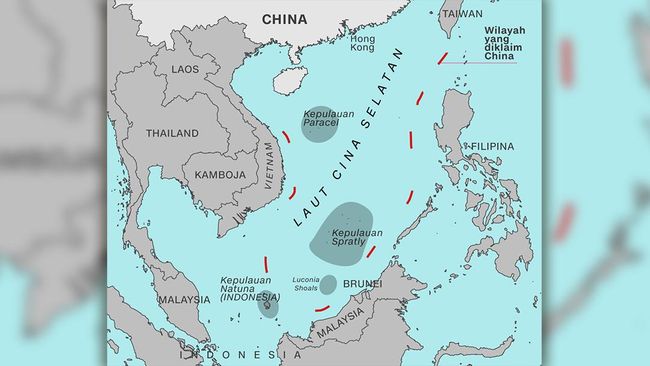 CHINA
TAIWAN
Hong
Kong
Wilayah
yang
diklaim
China
LAOS
Kepulauan
Paracel
LAUT CINA SELATAN
THAILAND
VIETNAM
FILIPINA
KAMBOJA
Kepulauan
Spratly
Kepulauan
Natuna
(INDONESIA)
Luconia
Shoals
BRUNEI
MALAYSIA
MALAYSIA
INDONESIA